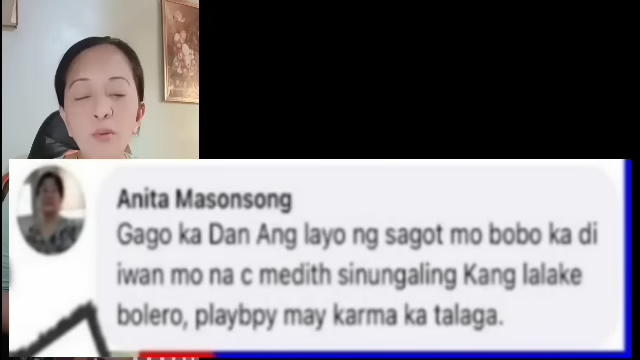 Anita Masonsong
Gago ka Dan Ang layo ng sagot mo bobo ka di
iwan mo na c medith sinungaling Kang lalake
bolero, playbpy may karma ka talaga.